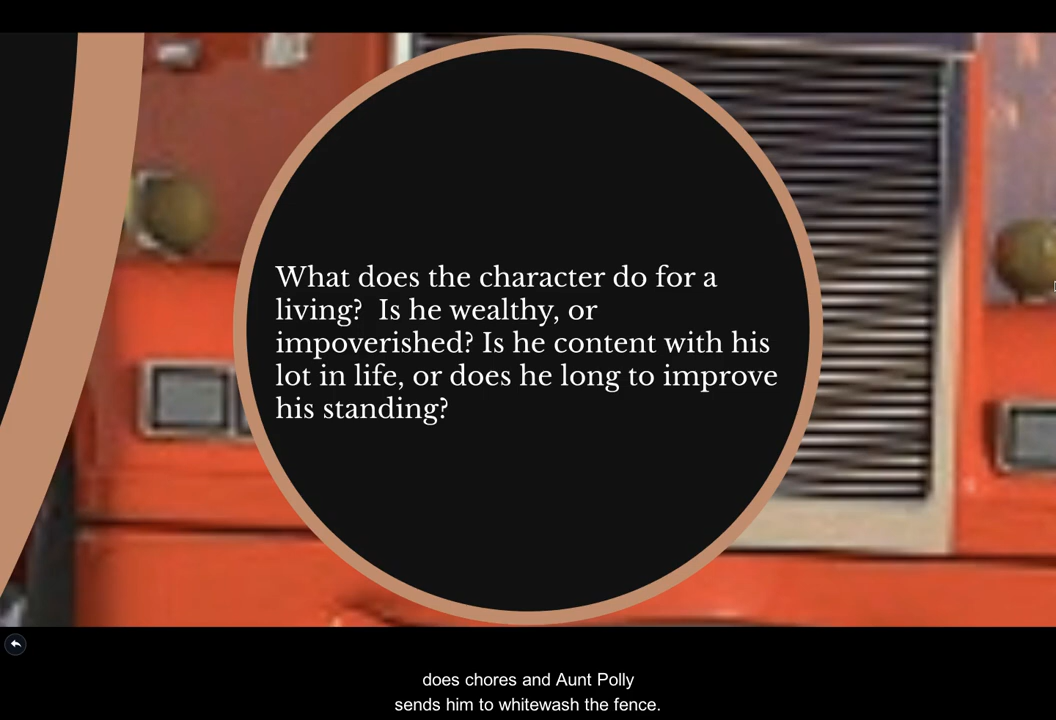 What does the character do for a
living?  Is he wealthy, or
impoverished? Is he content with his
lot in life, or does he long to improve
his standing?
does chores and Aunt Polly
sends him to whitewash the fence.